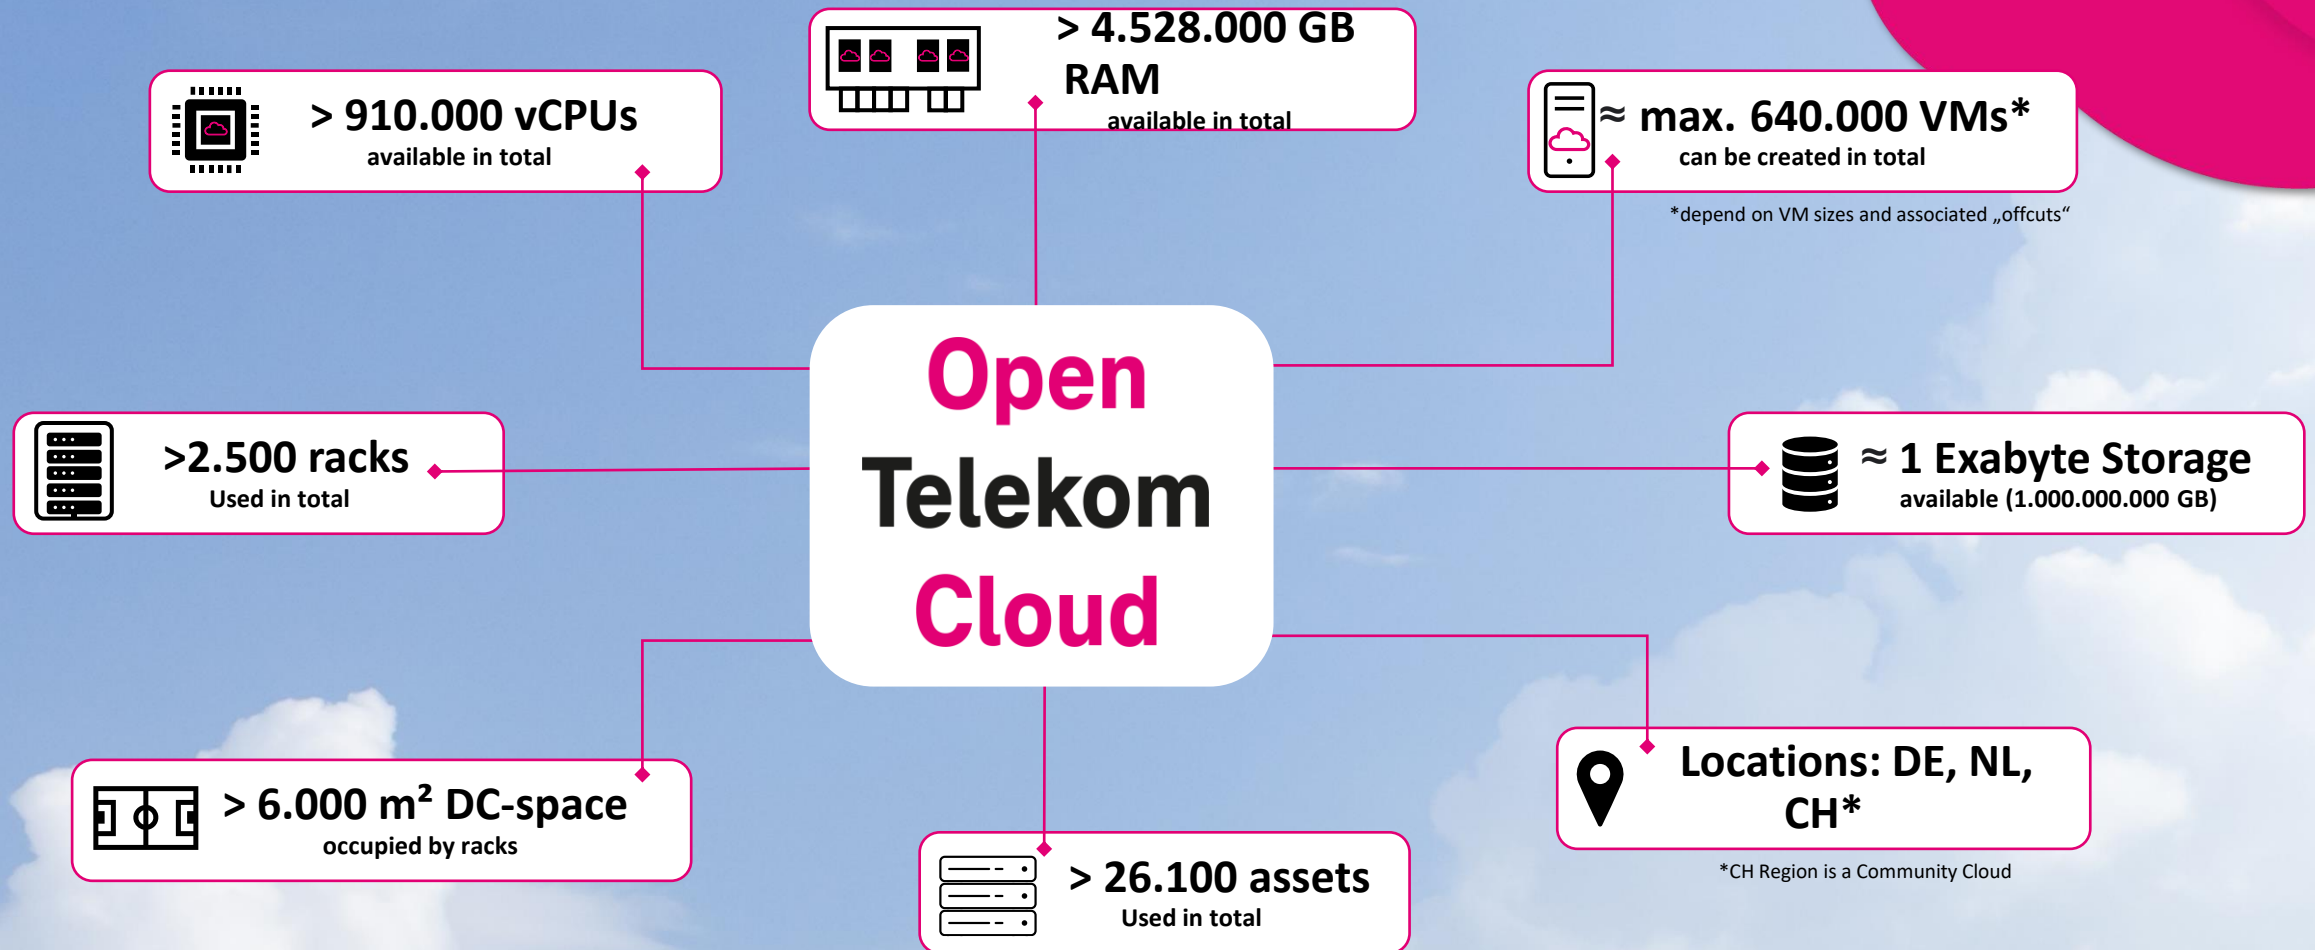 > 4.528.000 GB
RAM
available in total
> 910.000 vCPUs
available in total
≈ max. 640.000 VMs*
can be created in total
*depend on VM sizes and associated „offcuts“
Open
Telekom
Cloud
>2.500 racks
Used in total
≈ 1 Exabyte Storage
available (1.000.000.000 GB)
> 6.000 m² DC-space
occupied by racks
> 26.100 assets
Used in total
Locations: DE, NL,
CH*
*CH Region is a Community Cloud